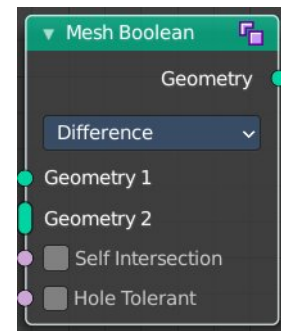 Mesh Boolean
Geometry
Difference
Geometry 1
Geometry 2
Self Intersection
Hole Tolerant